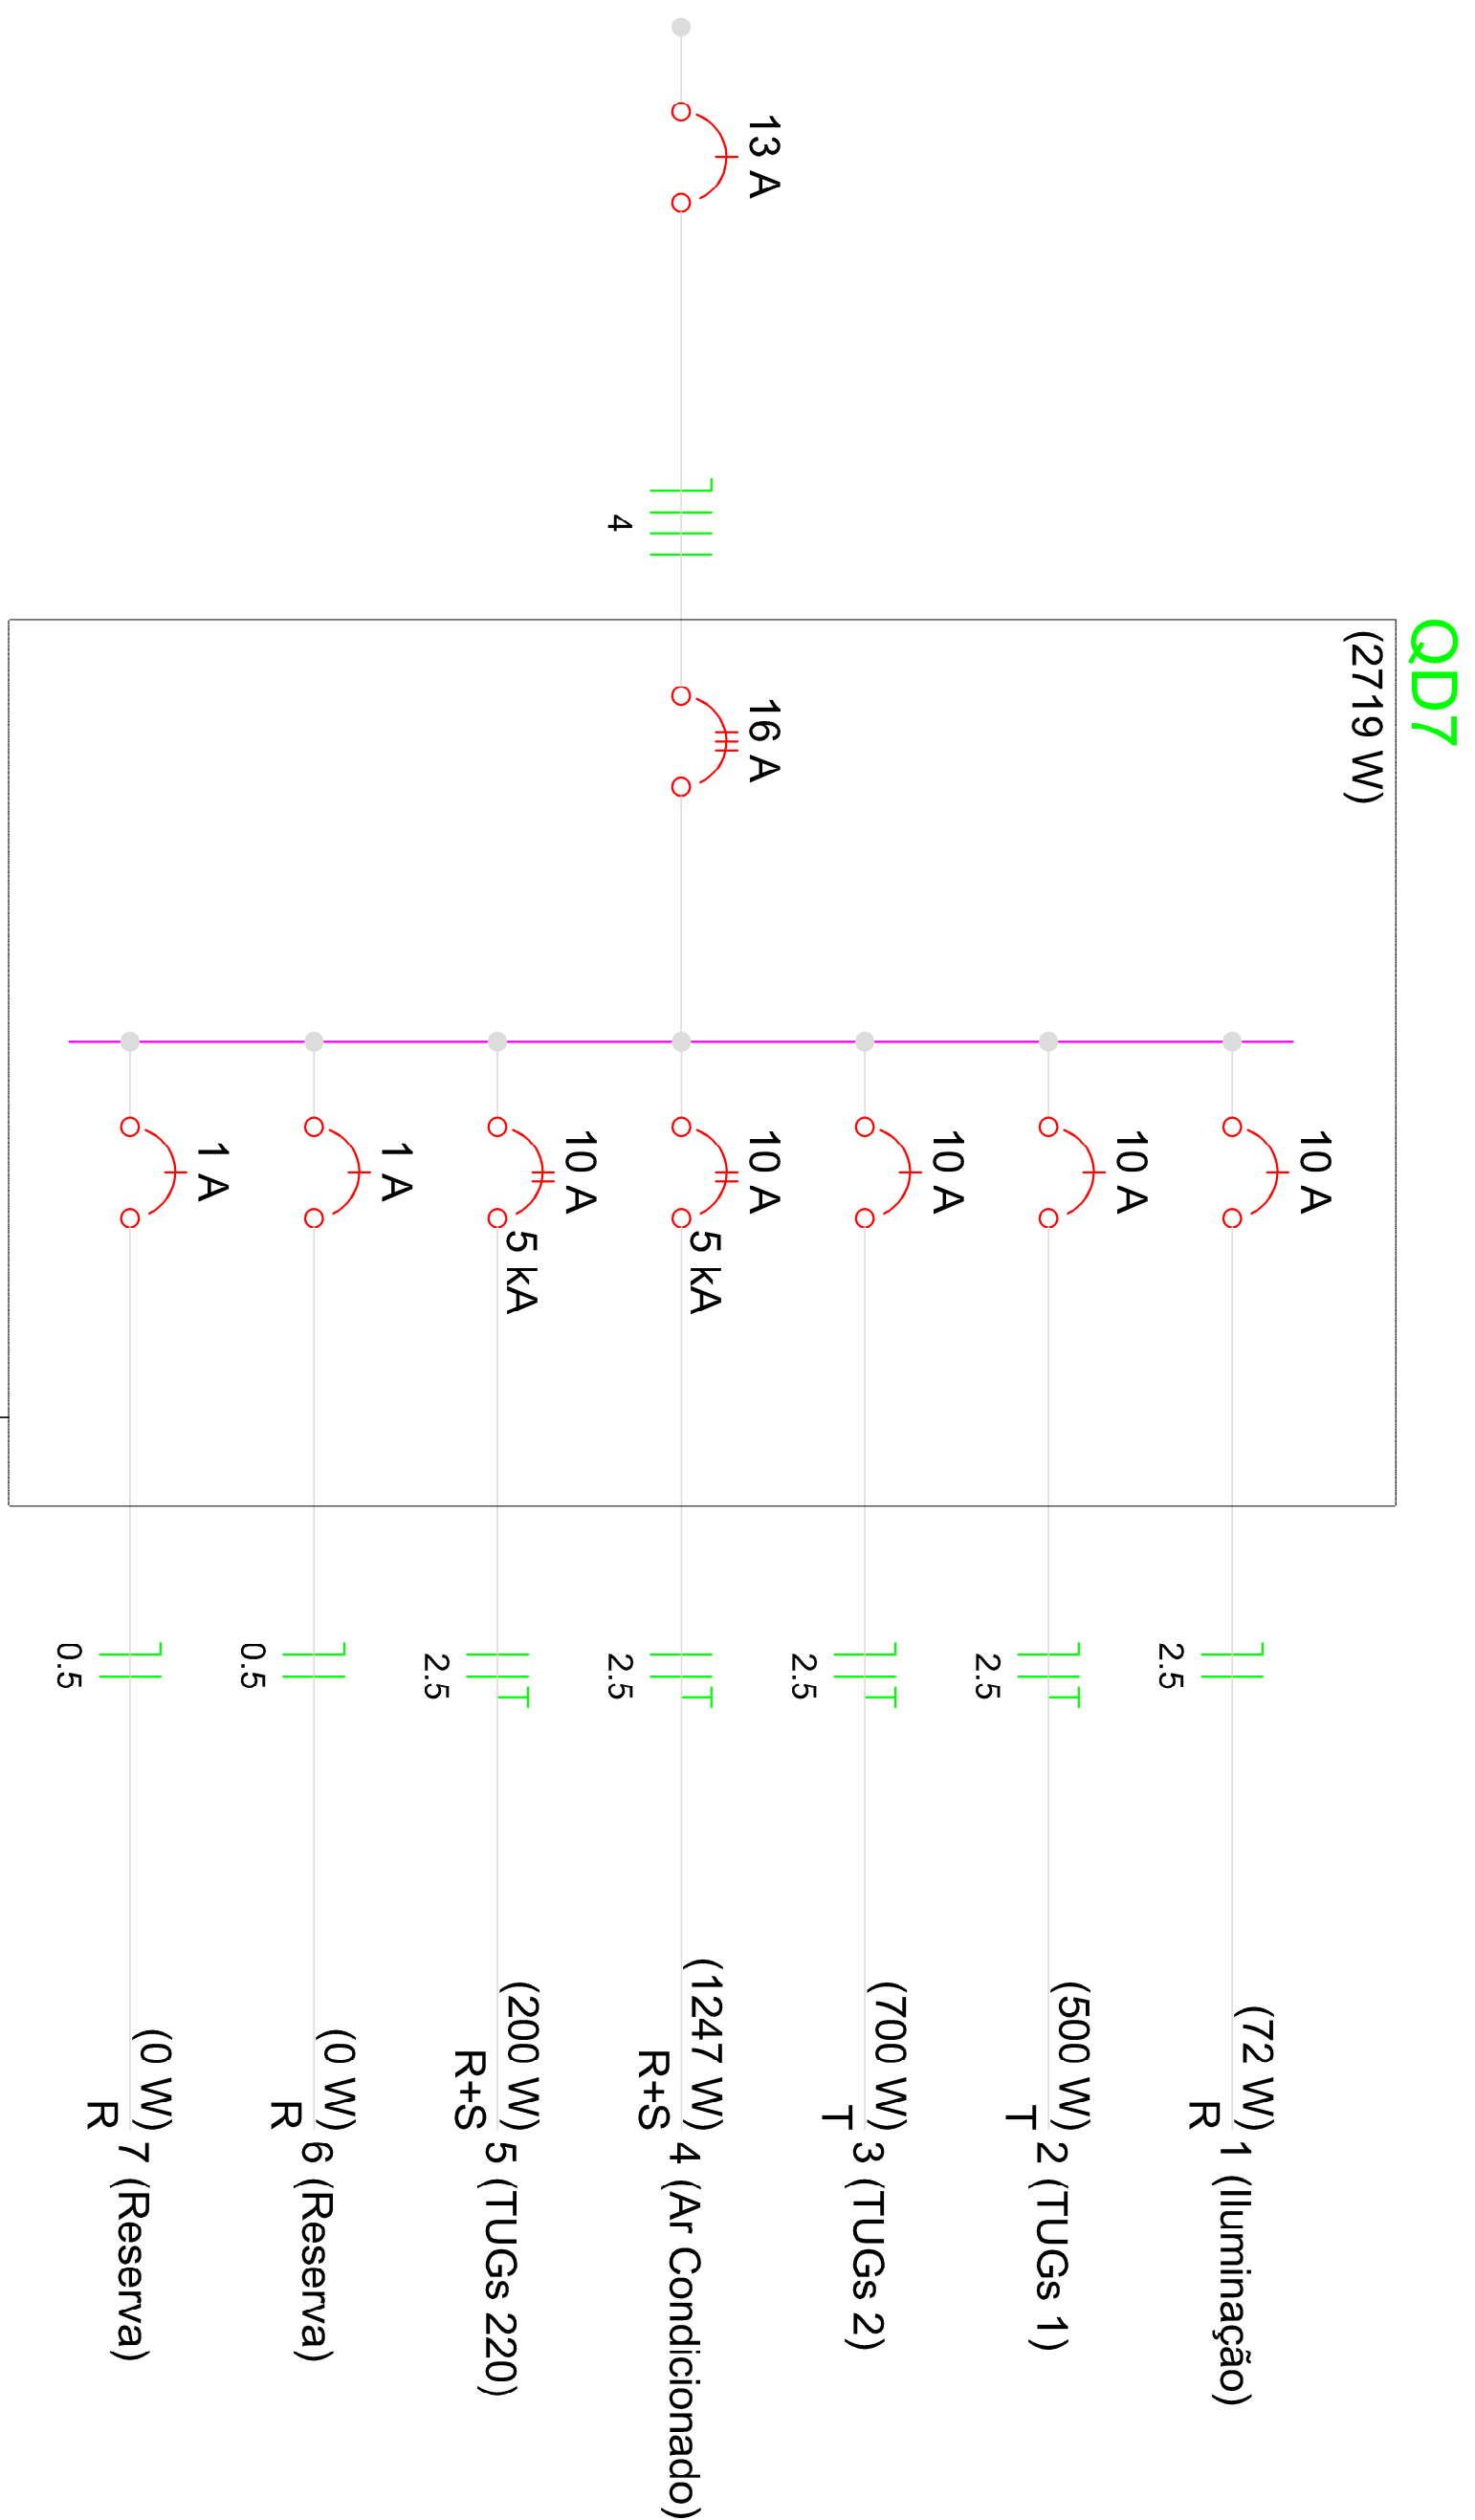 QD7
(2719 W)
13 A
4
16 A
10 A
2.5
(72 W)
R
1 (Iluminação)
10 A
2.5
(500 W)
T
2 (TUGs 1)
10 A
2.5
(700 W)
T
3 (TUGs 2)
10 A
5 kA
2.5
(1247 W)
R+S
4 (Ar Condicionado)
10 A
5 kA
2.5
(200 W)
R+S
5 (TUGs 220)
1 A
0.5
(0 W)
R
6 (Reserva)
1 A
0.5
(0 W)
R
7 (Reserva)